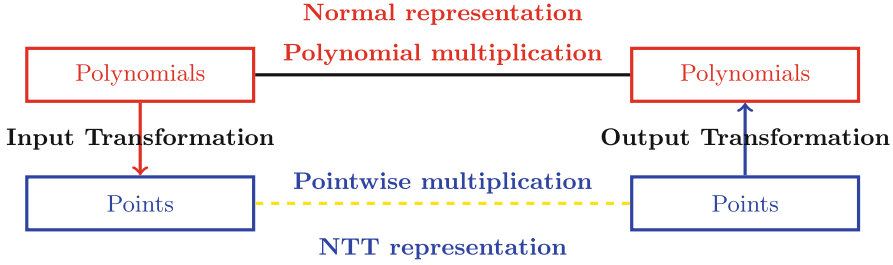 Normal representation
Polynomial multiplication
Polynomials
Polynomials
Input Transformation
Output Transformation
Pointwise multiplication
Points
Points
NTT representation